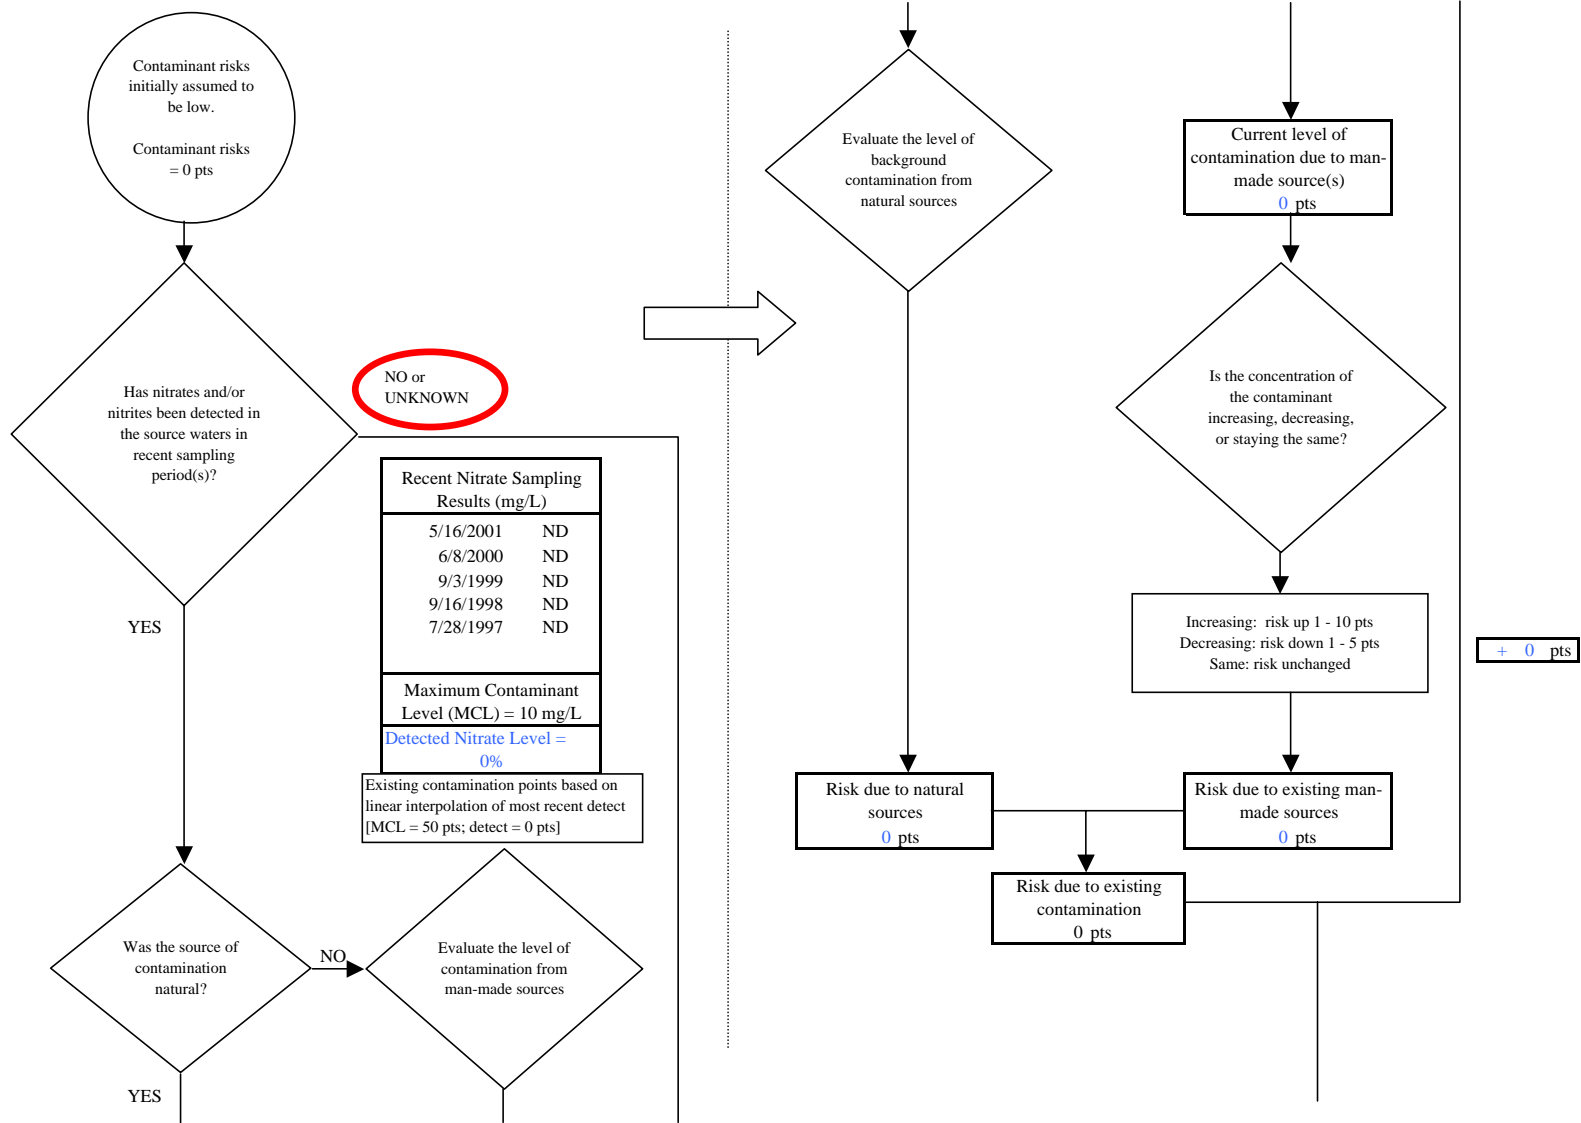 Contaminant risks
initially assumed to
be low.
Contaminant risks
= 0 pts
Has nitrates and/or
nitrites been detected in
the source waters in
recent sampling
period(s)?
NO or
UNKNOWN
YES
Recent Nitrate Sampling
Results (mg/L)
5/16/2001 ND
6/8/2000 ND
9/3/1999 ND
9/16/1998 ND
7/28/1997 ND
Maximum Contaminant
Level (MCL) = 10 mg/L
Detected Nitrate Level =
0%
Existing contamination points based on
linear interpolation of most recent detect
[MCL = 50 pts; detect = 0 pts]
Was the source of
contamination
natural?
NO
YES
Evaluate the level of
contamination from
man-made sources
Evaluate the level of
background
contamination from
natural sources
Current level of
contamination due to man-
made source(s)
0 pts
Is the concentration of
the contaminant
increasing, decreasing,
or staying the same?
Increasing: risk up 1 - 10 pts
Decreasing: risk down 1 - 5 pts
Same: risk unchanged
+ 0 pts
Risk due to natural
sources
0 pts
Risk due to existing man-
made sources
0 pts
Risk due to existing
contamination
0 pts